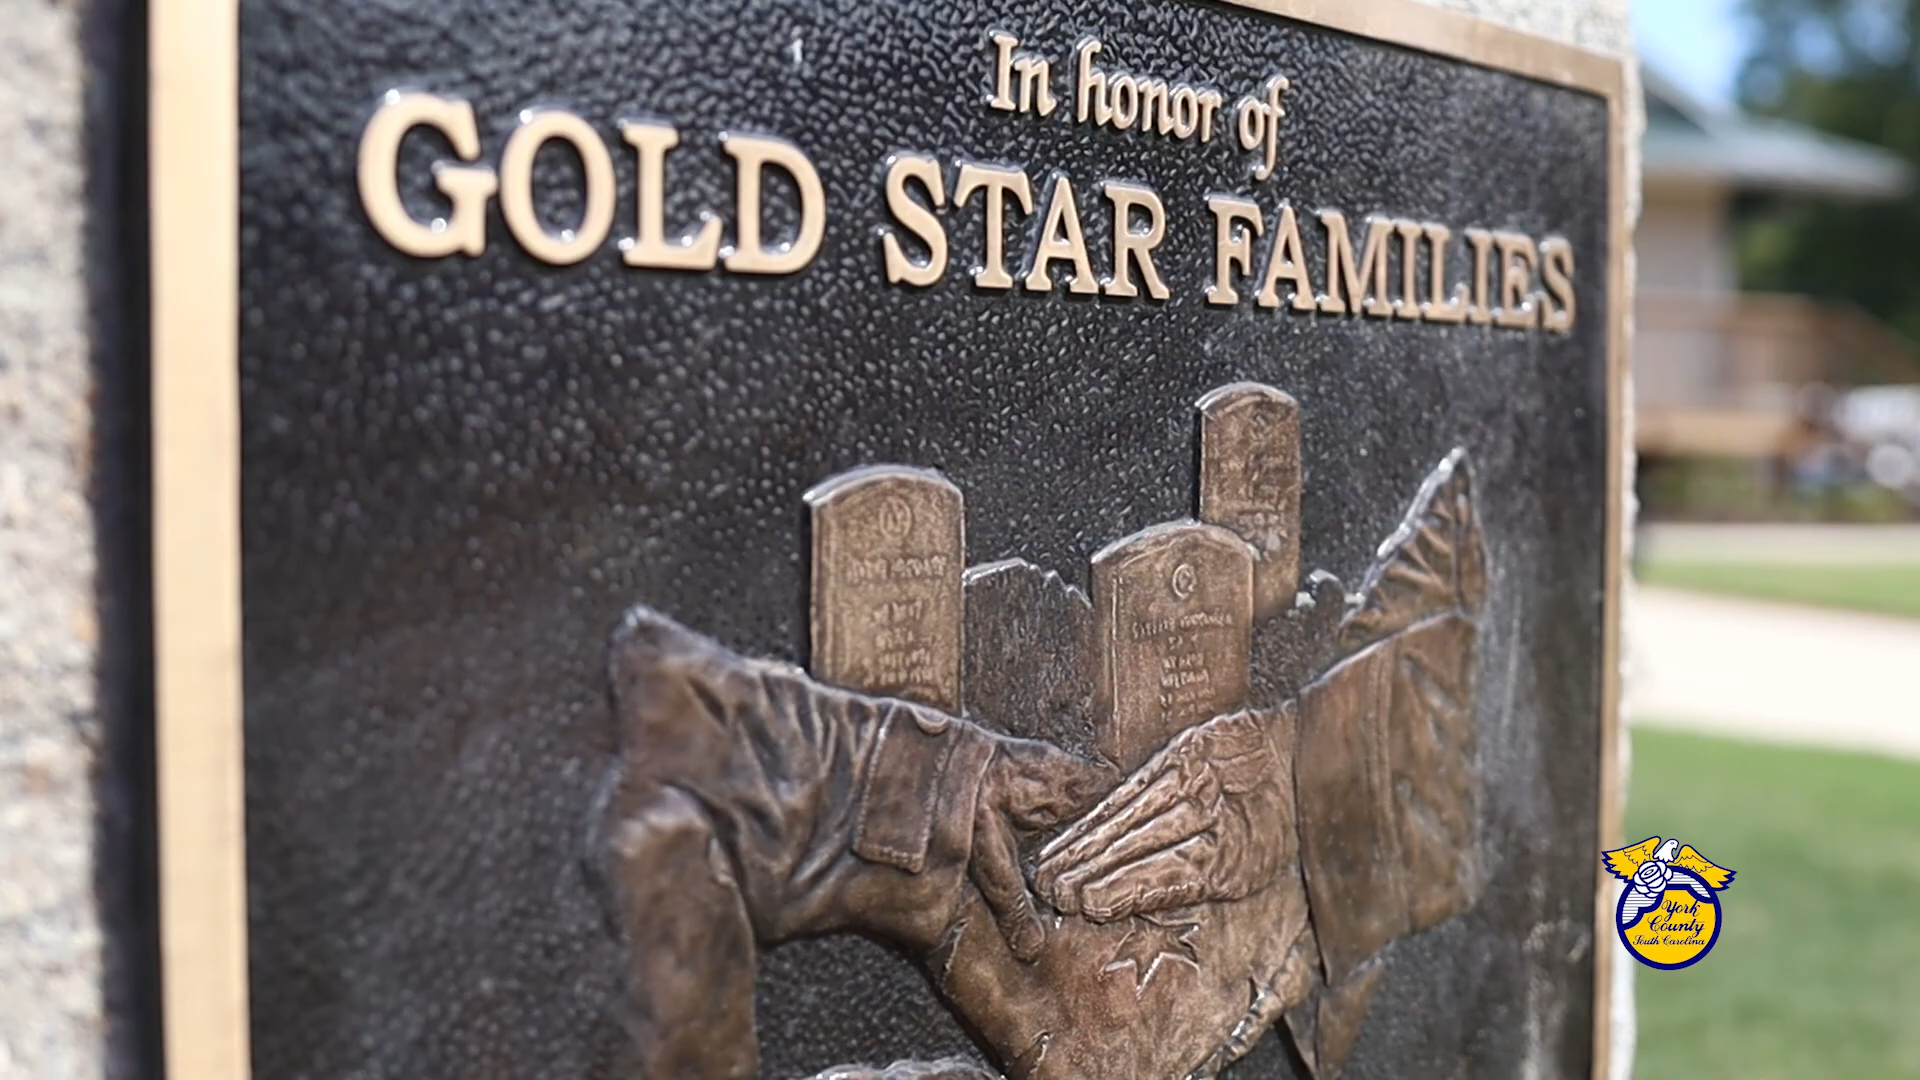 In honor of
GOLD STAR FAMILIES
York
County
South Carolina